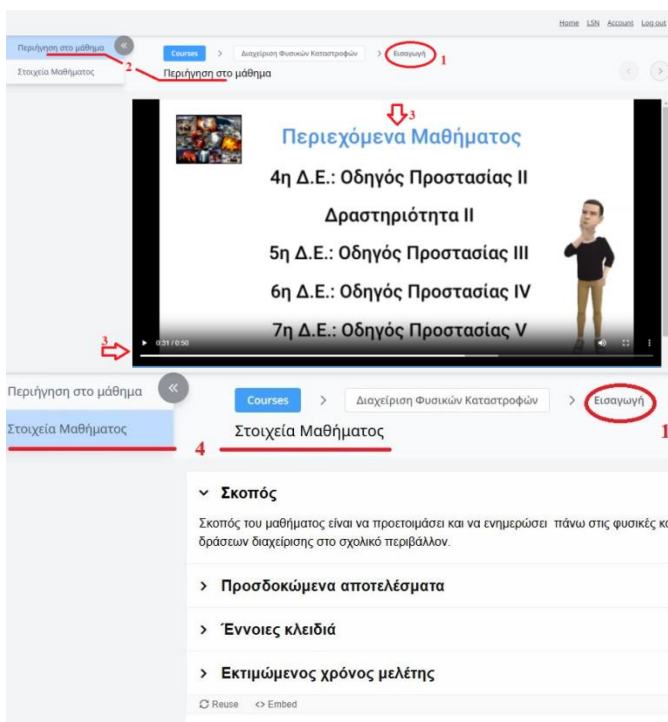 Home LSN Account Log out
Περιήγηση στο μάθημα «
2
Στοιχεία Μαθήματος
Courses > Διαχείριση Φυσικών Καταστροφών > Εισαγωγή 1
Περιήγηση στο μάθημα < >
3
Περιεχόμενα Μαθήματος
4η Δ.Ε.: Οδηγός Προστασίας II
Δραστηριότητα II
5η Δ.Ε.: Οδηγός Προστασίας III
6η Δ.Ε.: Οδηγός Προστασίας IV
7η Δ.Ε.: Οδηγός Προστασίας V
3
0:31 / 0:50
Περιήγηση στο μάθημα «
Στοιχεία Μαθήματος
4
Courses > Διαχείριση Φυσικών Καταστροφών > Εισαγωγή
1
Στοιχεία Μαθήματος
Σκοπός
Σκοπός του μαθήματος είναι να προετοιμάσει και να ενημερώσει πάνω στις φυσικές κα
δράσεων διαχείρισης στο σχολικό περιβάλλον.
> Προσδοκώμενα αποτελέσματα
> Έννοιες κλειδιά
> Εκτιμώμενος χρόνος μελέτης
Reuse <> Embed